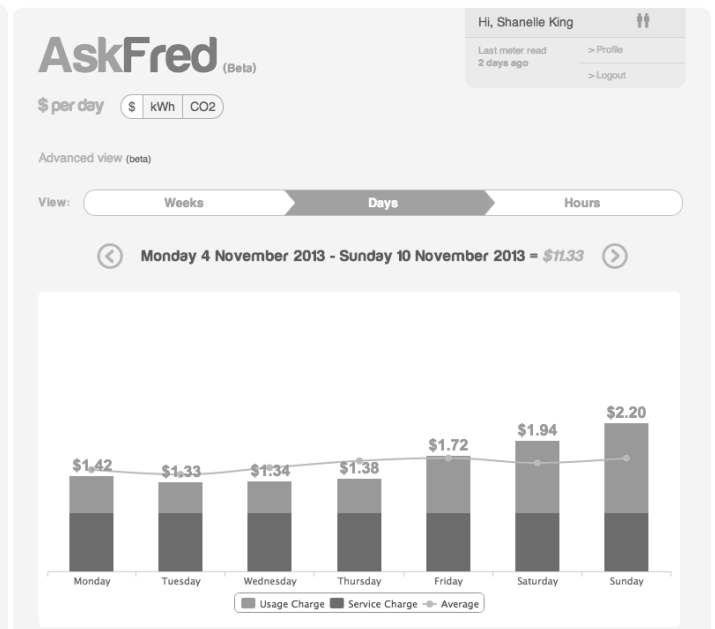 Hi, Shanelle King
Last meter read
2 days ago
> Profile
> Logout
AskFred (Beta)
$ per day
$ kWh CO2
Advanced view (beta)
View: Weeks Days Hours
Monday 4 November 2013 - Sunday 10 November 2013 = $11.33
$1.42 $1.33 $1.34 $1.38 $1.72 $1.94 $2.20
Monday Tuesday Wednesday Thursday Friday Saturday Sunday
Usage Charge Service Charge Average